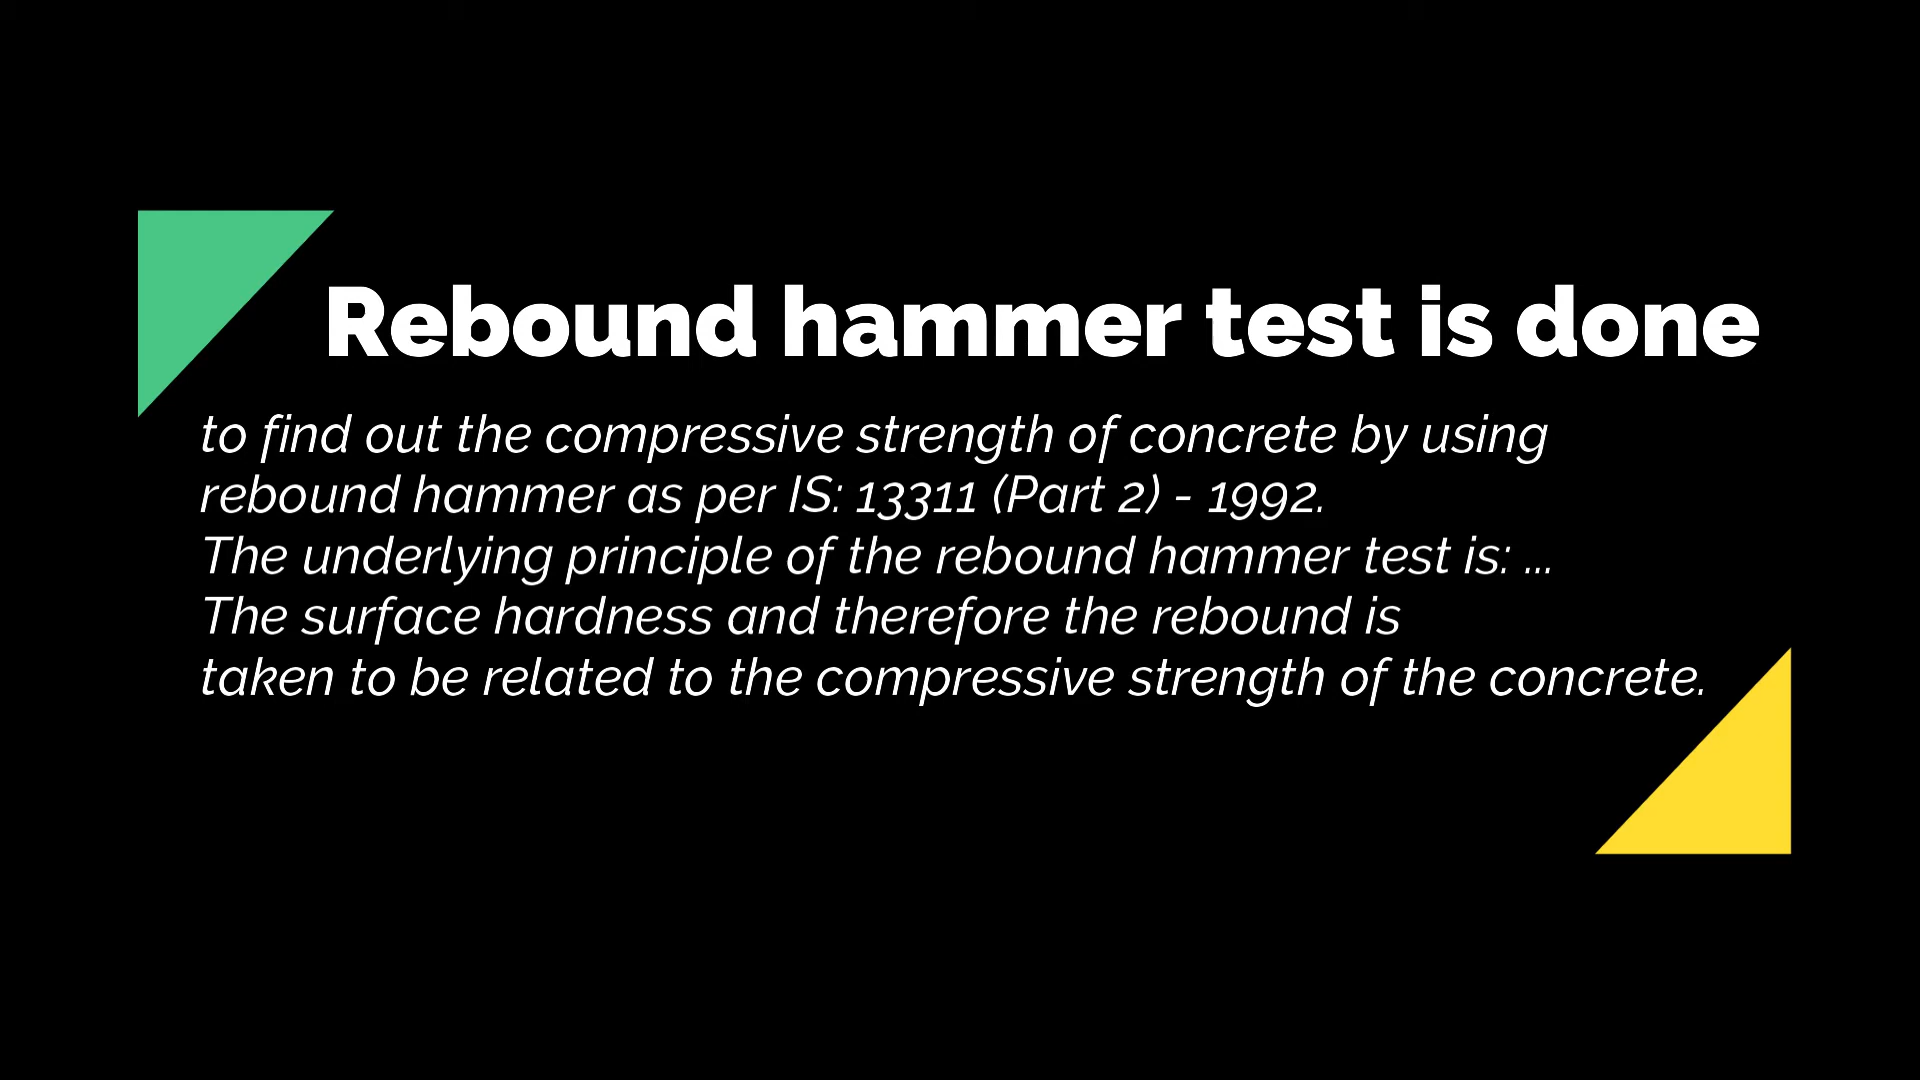 Rebound hammer test is done
to find out the compressive strength of concrete by using
rebound hammer as per IS: 13311 (Part 2) - 1992.
The underlying principle of the rebound hammer test is: ...
The surface hardness and therefore the rebound is
taken to be related to the compressive strength of the concrete.